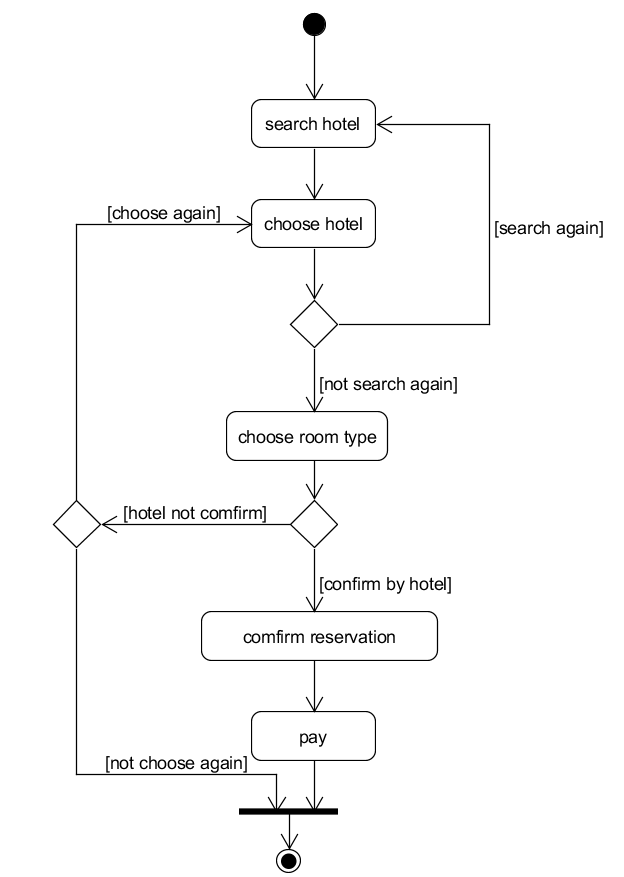 search hotel
[choose again]
choose hotel
[search again]
[not search again]
choose room type
[hotel not comfirm]
[confirm by hotel]
comfirm reservation
pay
[not choose again]